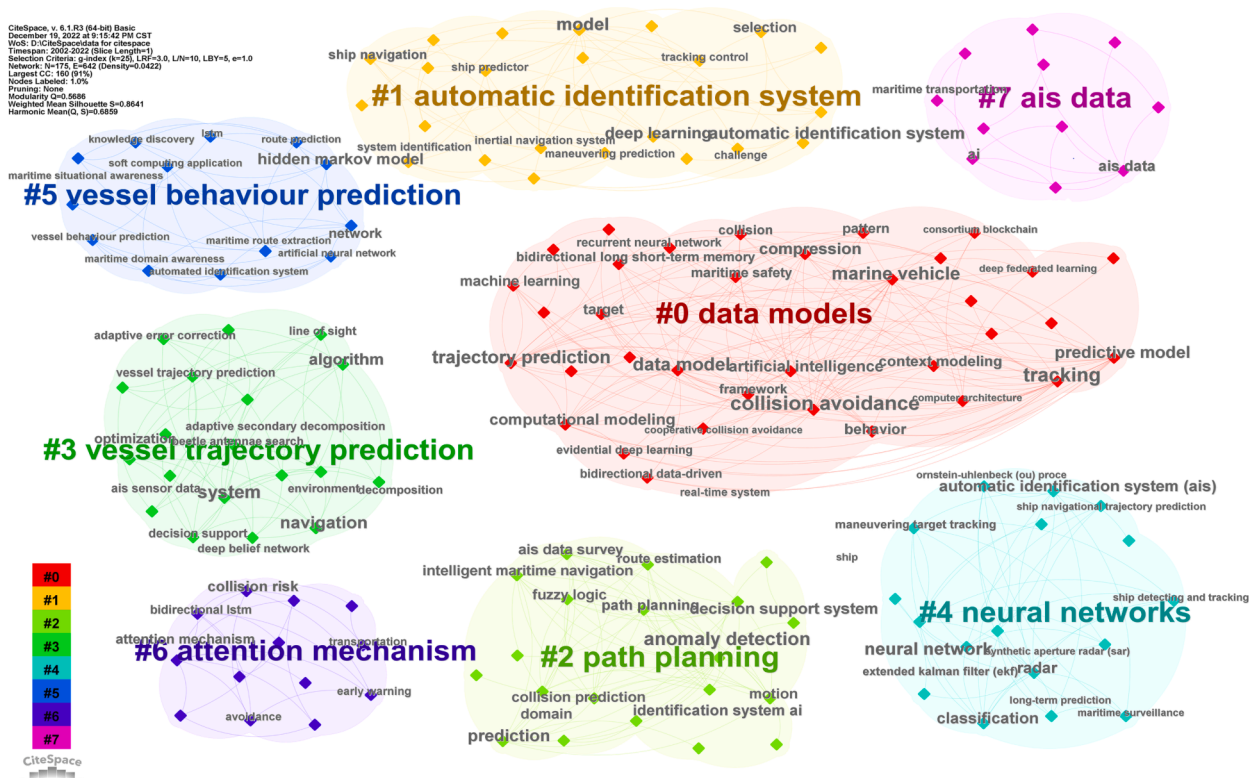 CiteSpace, v. 6.1.R3 (64-bit) Basic
December 19, 2022 at 9:15:42 PM CST
WoS: D:\CiteSpace\data for citespace
Timespan: 2002-2022 (Slice Length=1)
Selection Criteria: g-index (k=25), LRF=3.0, L/N=10, LBY=5, e=1.0
Network: N=175, E=642 (Density=0.0422)
Largest CC: 160 (91%)
Nodes Labeled: 1.0%
Pruning: None
Modularity Q=0.5686
Weighted Mean Silhouette S=0.8641
Harmonic Mean(Q, S)=0.6859
model
selection
ship navigation
ship predictor
tracking control
#1 automatic identification system
deep learning
automatic identification system
system identification
inertial navigation system
maneuvering prediction
challenge
maritime transportation
#7 ais data
ai
ais data
knowledge discovery
lstm
route prediction
soft computing application
hidden markov model
maritime situational awareness
#5 vessel behaviour prediction
network
vessel behaviour prediction
maritime route extraction
maritime domain awareness
artificial neural network
automated identification system
collision
pattern
consortium blockchain
recurrent neural network
compression
bidirectional long short-term memory
maritime safety
marine vehicle
deep federated learning
machine learning
target
#0 data models
trajectory prediction
data model
artificial intelligence
context modeling
predictive model
tracking
framework
collision avoidance
computer architecture
computational modeling
cooperative collision avoidance
behavior
evidential deep learning
bidirectional data-driven
real-time system
adaptive error correction
line of sight
algorithm
vessel trajectory prediction
adaptive secondary decomposition
optimization
beetle antennae search
#3 vessel trajectory prediction
ais sensor data
system
environment
decomposition
decision support
navigation
deep belief network
ornstein-uhlenbeck (ou) proce
automatic identification system (ais)
ship navigational trajectory prediction
maneuvering target tracking
ship
ship detecting and tracking
#4 neural networks
neural network
synthetic aperture radar (sar)
extended kalman filter (ekf)
radar
long-term prediction
classification
maritime surveillance
ais data survey
route estimation
intelligent maritime navigation
fuzzy logic
path planning
decision support system
anomaly detection
#2 path planning
collision prediction
motion
domain
identification system ai
prediction
collision risk
bidirectional lstm
attention mechanism
transportation
#6 attention mechanism
early warning
avoidance
#0
#1
#2
#3
#4
#5
#6
#7
CiteSpace